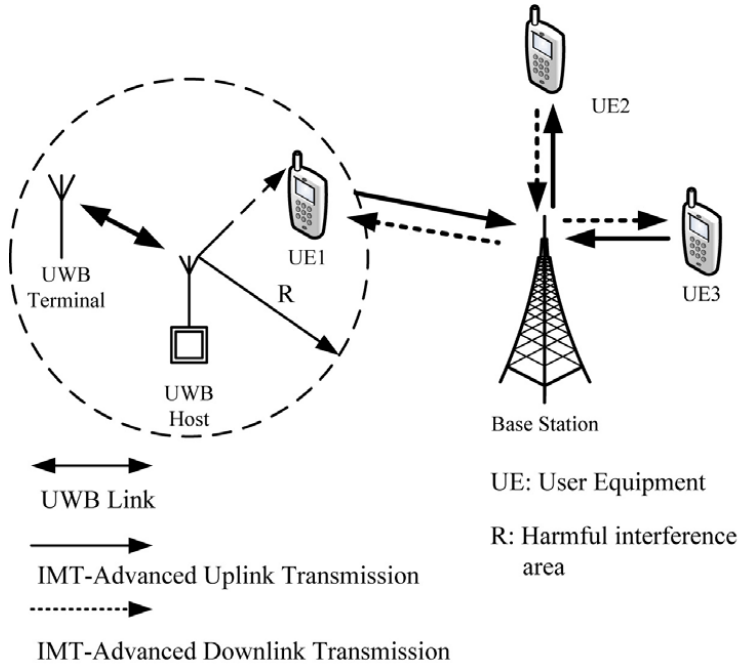 UE2
UE1
UWB
Terminal
R
UE3
UWB
Host
Base Station
UWB Link
UE: User Equipment
IMT-Advanced Uplink Transmission
R: Harmful interference
area
IMT-Advanced Downlink Transmission